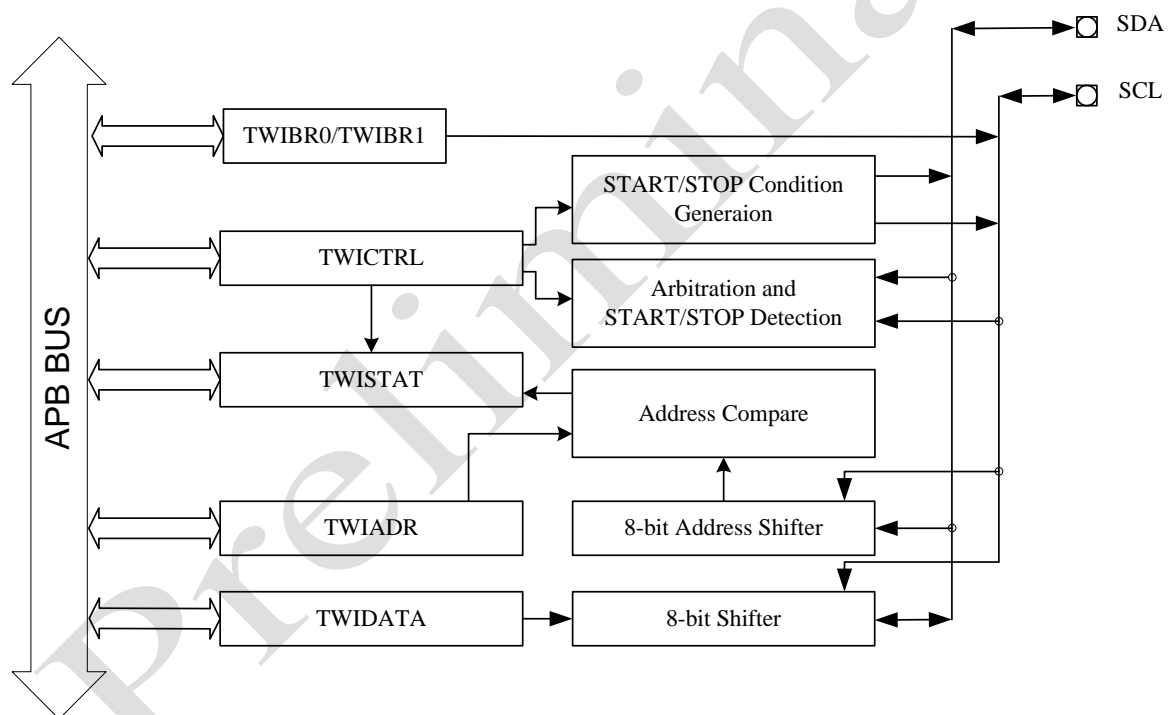 SDA
SCL
TWIBR0/TWIBR1
START/STOP Condition
Generaion
TWICTRL
Arbitration and
START/STOP Detection
APB BUS
TWISTAT
Address Compare
TWIADR
8-bit Address Shifter
TWIDATA
8-bit Shifter
Prelimina